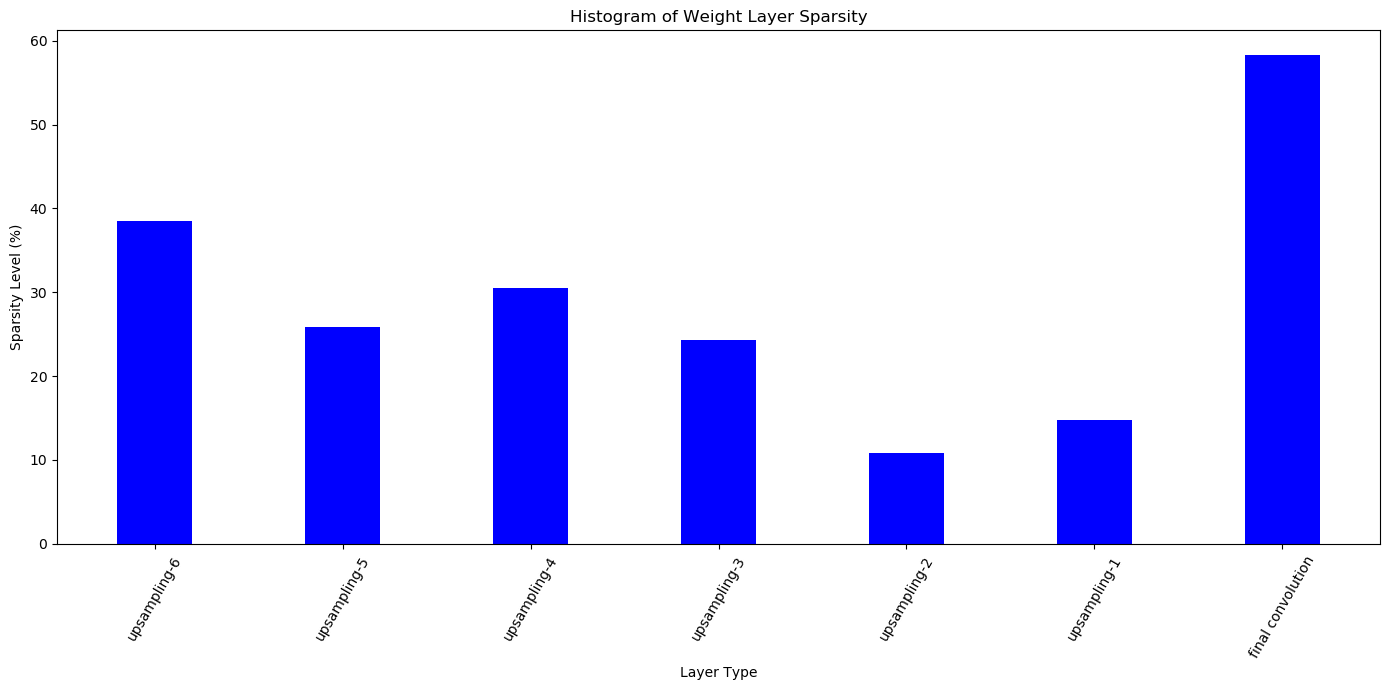 Histogram of Weight Layer Sparsity
Sparsity Level (%)
60
50
40
30
20
10
0
upsampling-6
upsampling-5
upsampling-4
upsampling-3
upsampling-2
upsampling-1
final convolution
Layer Type